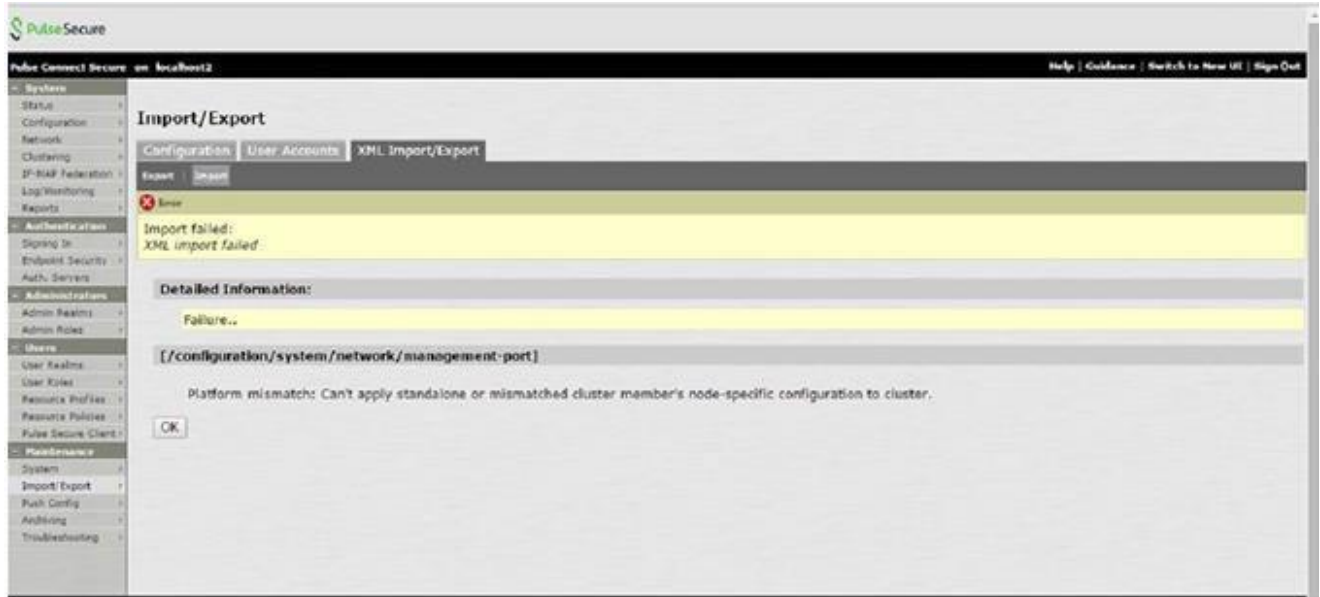 PulseSecure
Pulse Connect Secure on localhost2
Help | Guidance | Switch to New UI | Sign Out
System
Status
Configuration
Network
Clustering
IF-MAP Federation
Log/Monitoring
Reports
Authentication
Signing In
Endpoint Security
Auth. Servers
Administrators
Admin Realms
Admin Roles
Users
User Realms
User Roles
Resource Profiles
Resource Policies
Pulse Secure Client
Maintenance
System
Import/Export
Push Config
Archiving
Troubleshooting
Import/Export
Configuration User Accounts XML Import/Export
Export | Import
Error
Import failed:
XML import failed
Detailed Information:
Failure..
[/configuration/system/network/management-port]
Platform mismatch: Can't apply standalone or mismatched cluster member's node-specific configuration to cluster.
OK